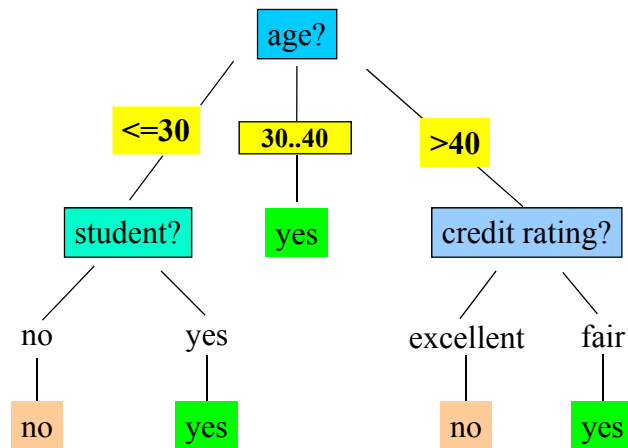 age?
<=30
30..40
>40
student?
yes
credit rating?
no
yes
excellent
fair
no
yes
no
yes